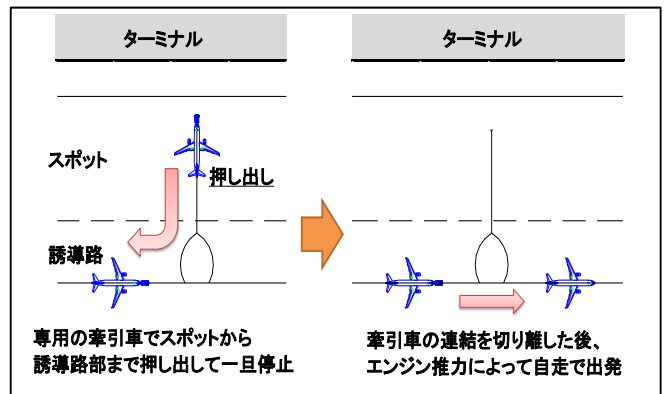 ターミナル
スポット
押し出し
誘導路
専用の牽引車でスポットから
誘導路部まで押し出して一旦停止
ターミナル
牽引車の連結を切り離した後、
エンジン推力によって自走で出発